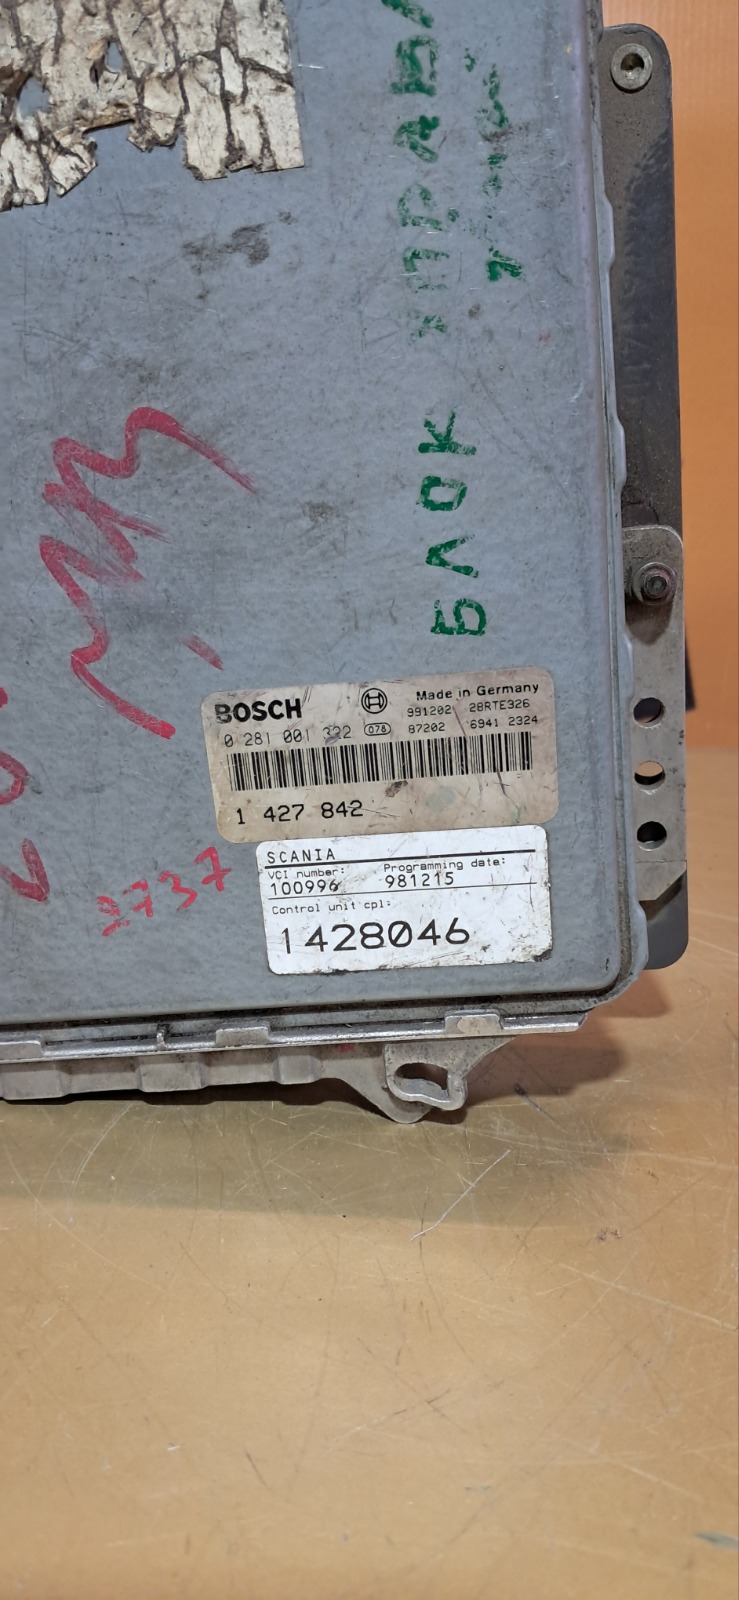 БЛОК УПРАВЛ
BOSCH
Made in Germany
0 281 001 322 078
991202 28RTE326
87202 6941 2324
1 427 842
SCANIA
VCI number: Programming date:
100996 981215
Control unit cpl:
1428046
2737